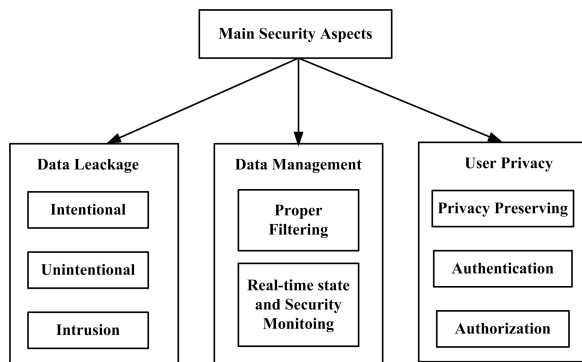 Main Security Aspects
Data Leackage
Intentional
Unintentional
Intrusion
Data Management
Proper
Filtering
Real-time state
and Security
Monitoing
User Privacy
Privacy Preserving
Authentication
Authorization